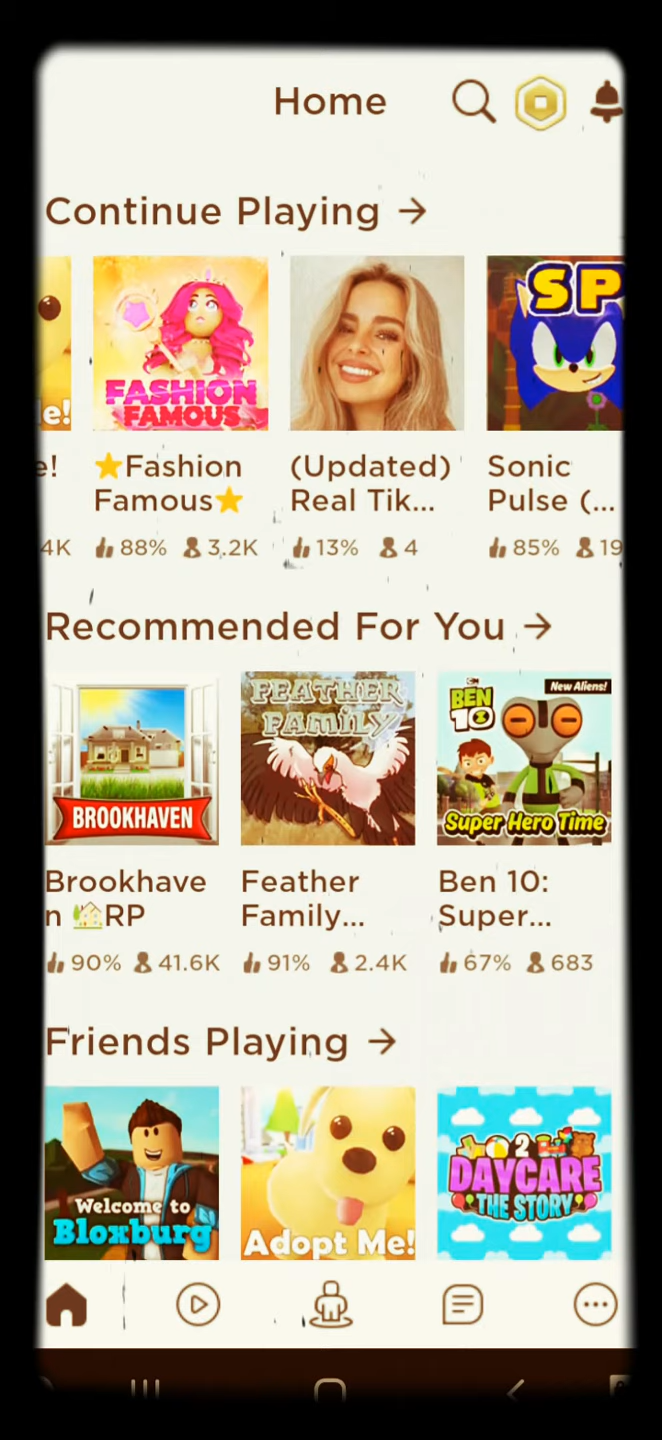 Home
Continue Playing →
le!
FASHION
FAMOUS
SP
e!
⭐Fashion
Famous⭐
(Updated)
Real Tik...
Sonic
Pulse (...
4K
88% 3.2K
13% 4
85% 19
Recommended For You →
BROOKHAVEN
FEATHER
FAMILY
BEN
10
New Aliens!
Super Hero Time
Brookhave
n 🏡RP
Feather
Family...
Ben 10:
Super...
90% 41.6K
91% 2.4K
67% 683
Friends Playing →
Welcome to
Bloxburg
Adopt Me!
2
DAYCARE
THE STORY